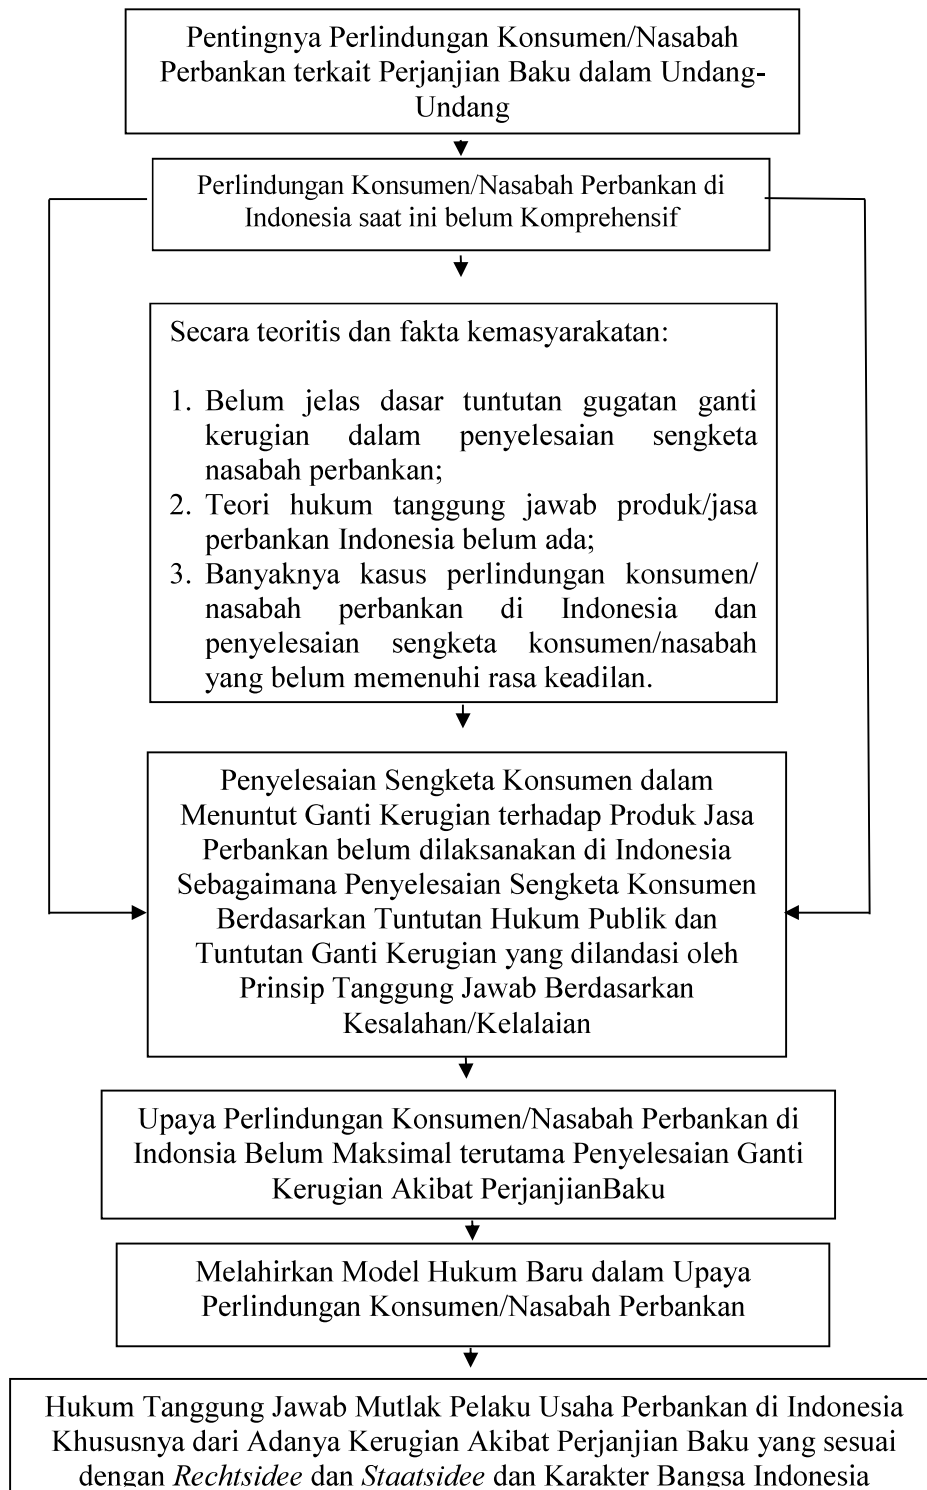 Pentingnya Perlindungan Konsumen/Nasabah
Perbankan terkait Perjanjian Baku dalam Undang-
Undang
Perlindungan Konsumen/Nasabah Perbankan di
Indonesia saat ini belum Komprehensif
Secara teoritis dan fakta kemasyarakatan:
1. Belum jelas dasar tuntutan gugatan ganti
kerugian dalam penyelesaian sengketa
nasabah perbankan;
2. Teori hukum tanggung jawab produk/jasa
perbankan Indonesia belum ada;
3. Banyaknya kasus perlindungan konsumen/
nasabah perbankan di Indonesia dan
penyelesaian sengketa konsumen/nasabah
yang belum memenuhi rasa keadilan.
Penyelesaian Sengketa Konsumen dalam
Menuntut Ganti Kerugian terhadap Produk Jasa
Perbankan belum dilaksanakan di Indonesia
Sebagaimana Penyelesaian Sengketa Konsumen
Berdasarkan Tuntutan Hukum Publik dan
Tuntutan Ganti Kerugian yang dilandasi oleh
Prinsip Tanggung Jawab Berdasarkan
Kesalahan/Kelalaian
Upaya Perlindungan Konsumen/Nasabah Perbankan di
Indonsia Belum Maksimal terutama Penyelesaian Ganti
Kerugian Akibat PerjanjianBaku
Melahirkan Model Hukum Baru dalam Upaya
Perlindungan Konsumen/Nasabah Perbankan
Hukum Tanggung Jawab Mutlak Pelaku Usaha Perbankan di Indonesia
Khususnya dari Adanya Kerugian Akibat Perjanjian Baku yang sesuai
dengan Rechtsidee dan Staatsidee dan Karakter Bangsa Indonesia